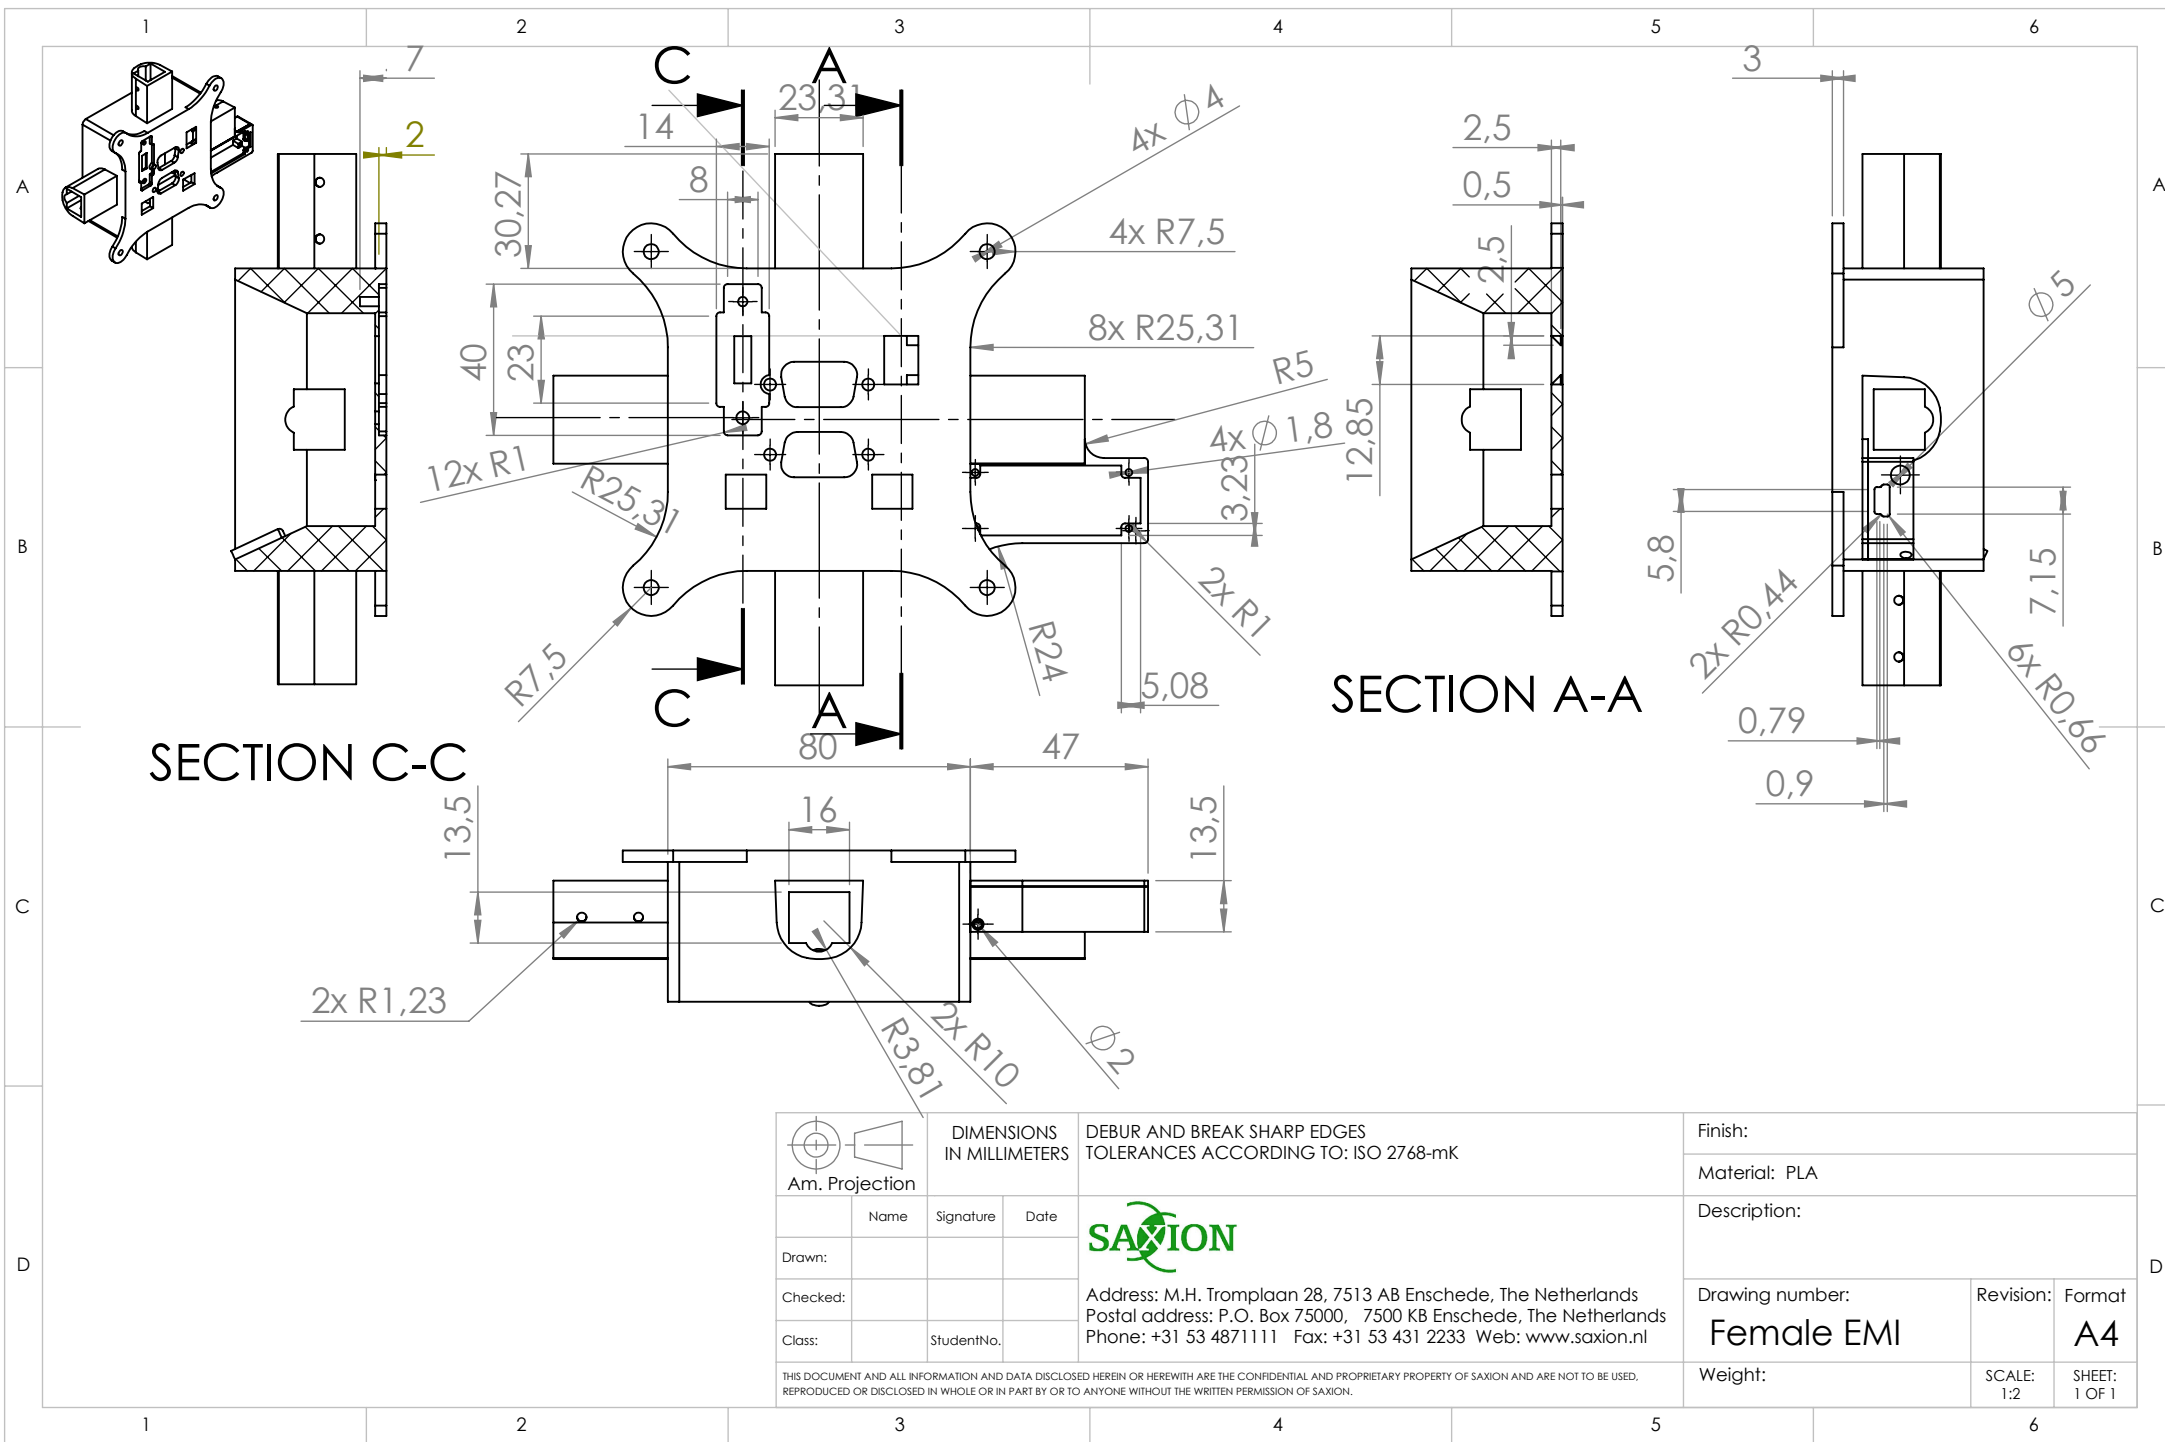 1 2 3 4 5 6
A
B
C
D
A
B
C
D
7
2
C
A
23,31
14
8
30,27
40
23
4x ∅ 4
4x R7,5
8x R25,31
R5
4x ∅ 1,8
3,23
12x R1
R25,31
R7,5
2x R1
R24
5,08
C
A
2,5
0,5
2,5
12,85
3
∅ 5
5,8
7,15
2x R0,44
6x R0,66
0,79
0,9
SECTION C-C
SECTION A-A
80
47
13,5
16
13,5
2x R1,23
R3,81
2x R10
∅ 2
Am. Projection
DIMENSIONS
IN MILLIMETERS
DEBUR AND BREAK SHARP EDGES
TOLERANCES ACCORDING TO: ISO 2768-mK
Finish:
Material: PLA
Name Signature Date
Drawn:
Checked:
Class: StudentNo.
SAXION
Address: M.H. Tromplaan 28, 7513 AB Enschede, The Netherlands
Postal address: P.O. Box 75000, 7500 KB Enschede, The Netherlands
Phone: +31 53 4871111 Fax: +31 53 431 2233 Web: www.saxion.nl
Description:
Drawing number:
Female EMI
Revision:
Format
A4
Weight:
SCALE:
1:2
SHEET:
1 OF 1
THIS DOCUMENT AND ALL INFORMATION AND DATA DISCLOSED HEREIN OR HEREWITH ARE THE CONFIDENTIAL AND PROPRIETARY PROPERTY OF SAXION AND ARE NOT TO BE USED,
REPRODUCED OR DISCLOSED IN WHOLE OR IN PART BY OR TO ANYONE WITHOUT THE WRITTEN PERMISSION OF SAXION.
1 2 3 4 5 6